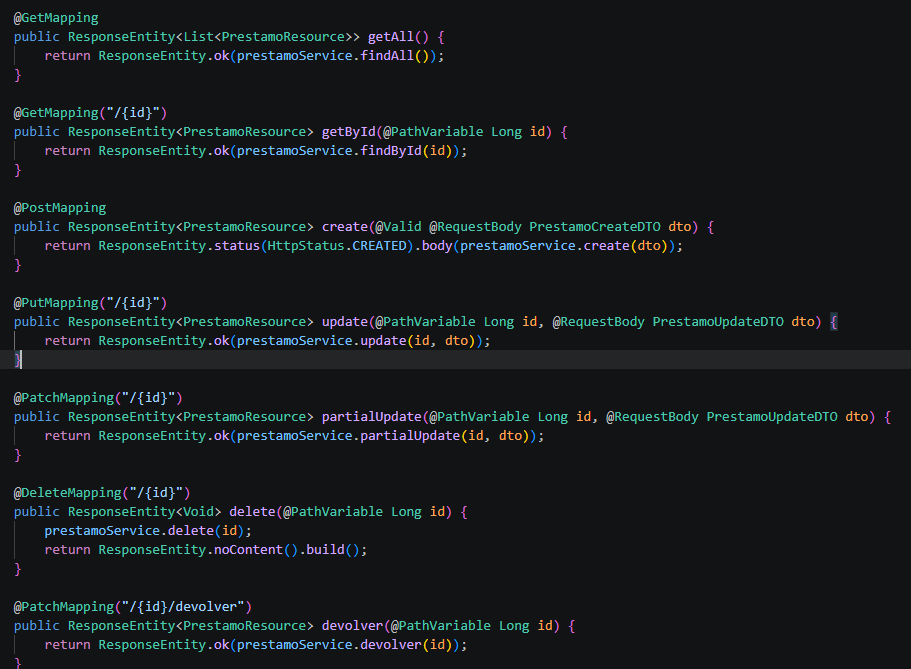 @GetMapping
public ResponseEntity<List<PrestamoResource>> getAll() {
    return ResponseEntity.ok(prestamoService.findAll());
}

@GetMapping("/{id}")
public ResponseEntity<PrestamoResource> getById(@PathVariable Long id) {
    return ResponseEntity.ok(prestamoService.findById(id));
}

@PostMapping
public ResponseEntity<PrestamoResource> create(@Valid @RequestBody PrestamoCreateDTO dto) {
    return ResponseEntity.status(HttpStatus.CREATED).body(prestamoService.create(dto));
}

@PutMapping("/{id}")
public ResponseEntity<PrestamoResource> update(@PathVariable Long id, @RequestBody PrestamoUpdateDTO dto) {
    return ResponseEntity.ok(prestamoService.update(id, dto));
}

@PatchMapping("/{id}")
public ResponseEntity<PrestamoResource> partialUpdate(@PathVariable Long id, @RequestBody PrestamoUpdateDTO dto) {
    return ResponseEntity.ok(prestamoService.partialUpdate(id, dto));
}

@DeleteMapping("/{id}")
public ResponseEntity<Void> delete(@PathVariable Long id) {
    prestamoService.delete(id);
    return ResponseEntity.noContent().build();
}

@PatchMapping("/{id}/devolver")
public ResponseEntity<PrestamoResource> devolver(@PathVariable Long id) {
    return ResponseEntity.ok(prestamoService.devolver(id));
}